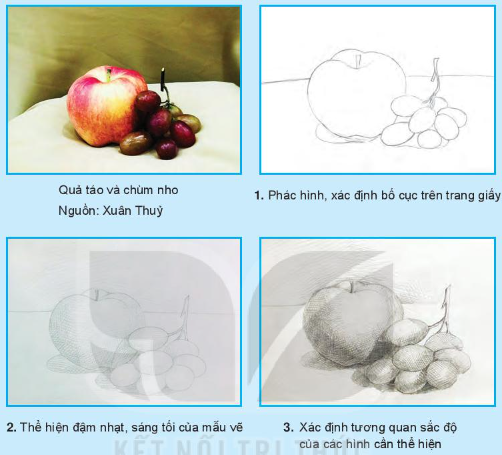 Quả táo và chùm nho
Nguồn: Xuân Thuỷ
1. Phác hình, xác định bố cục trên trang giấy
2. Thể hiện đậm nhạt, sáng tối của mẫu vẽ
3. Xác định tương quan sắc độ
của các hình cần thể hiện
KẾT NỐI TRI THỨC